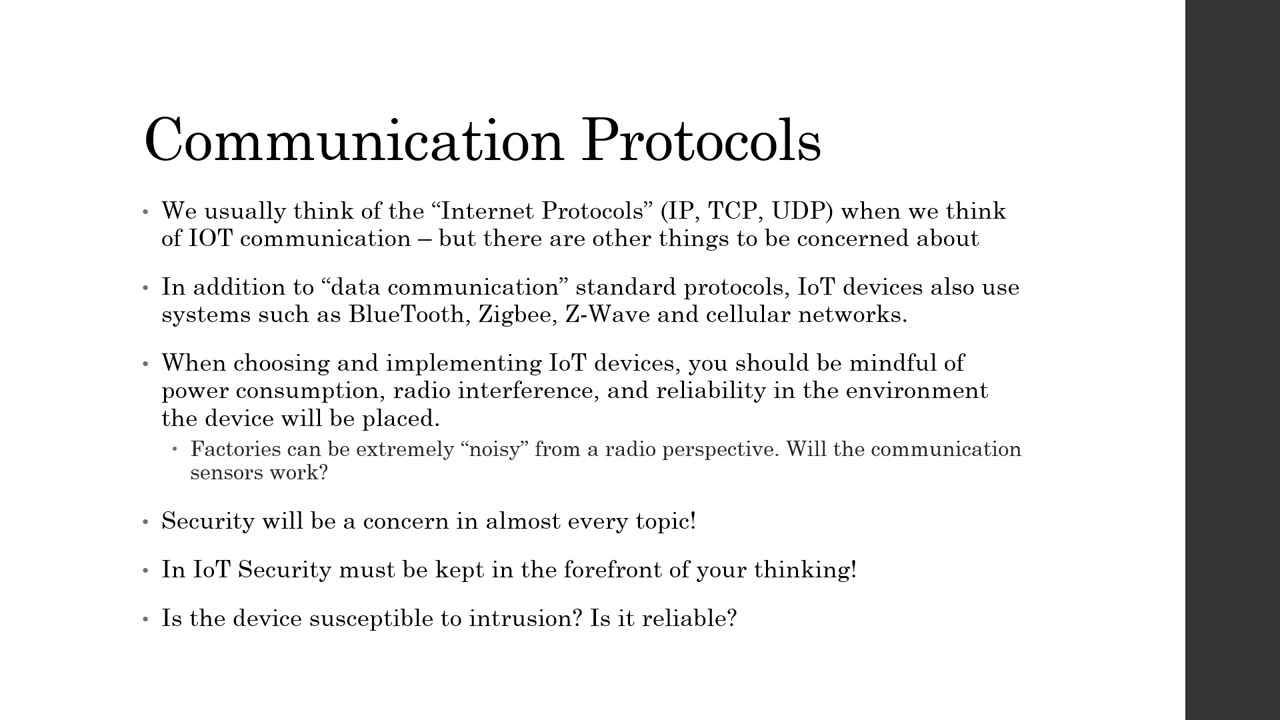 Communication Protocols
• We usually think of the “Internet Protocols” (IP, TCP, UDP) when we think
of IOT communication – but there are other things to be concerned about
• In addition to “data communication” standard protocols, IoT devices also use
systems such as BlueTooth, Zigbee, Z-Wave and cellular networks.
• When choosing and implementing IoT devices, you should be mindful of
power consumption, radio interference, and reliability in the environment
the device will be placed.
• Factories can be extremely “noisy” from a radio perspective. Will the communication
sensors work?
• Security will be a concern in almost every topic!
• In IoT Security must be kept in the forefront of your thinking!
• Is the device susceptible to intrusion? Is it reliable?